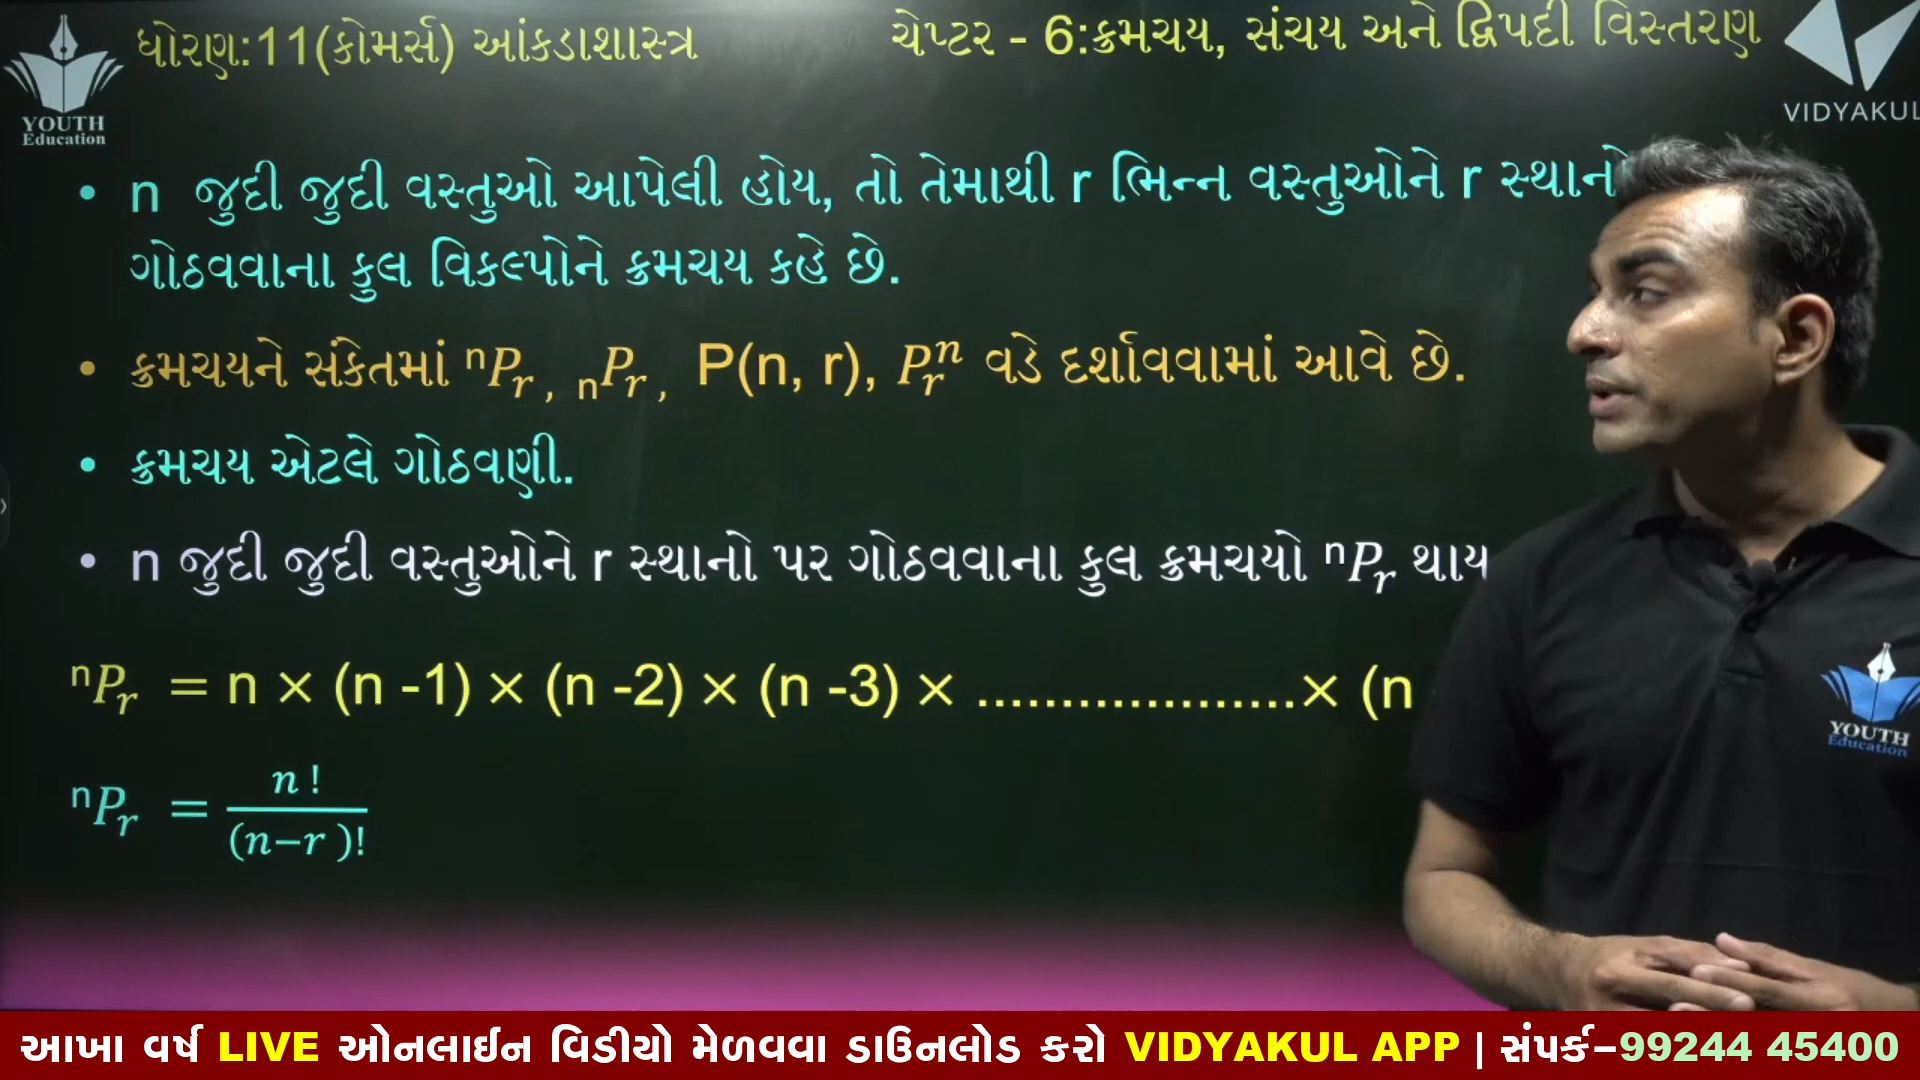 YOUTH
Education
ધોરણ:11(કોમર્સ) આંકડાશાસ્ત્ર
ચેપ્ટર - 6:ક્રમચય, સંચય અને દ્વિપદી વિસ્તરણ
VIDYAKUL
• n જુદી જુદી વસ્તુઓ આપેલી હોય, તો તેમાથી r ભિન્ન વસ્તુઓને r
ગોઠવવાના કુલ વિકલ્પોને ક્રમચય કહે છે.
• ક્રમચયને સંકેતમાં ⁿPᵣ , ₙPᵣ , P(n, r), Pᵣⁿ વડે દર્શાવવામાં આવે છે.
• ક્રમચય એટલે ગોઠવણી.
• n જુદી જુદી વસ્તુઓને r સ્થાનો પર ગોઠવવાના કુલ ક્રમચયો ⁿPᵣ થાય
ⁿPᵣ = n × (n -1) × (n -2) × (n -3) × ...................× (n
ⁿPᵣ = n ! / (n−r )!
YOUTH
Education
આખા વર્ષ LIVE ઓનલાઈન વિડીયો મેળવવા ડાઉનલોડ કરો VIDYAKUL APP | સંપર્ક–99244 45400